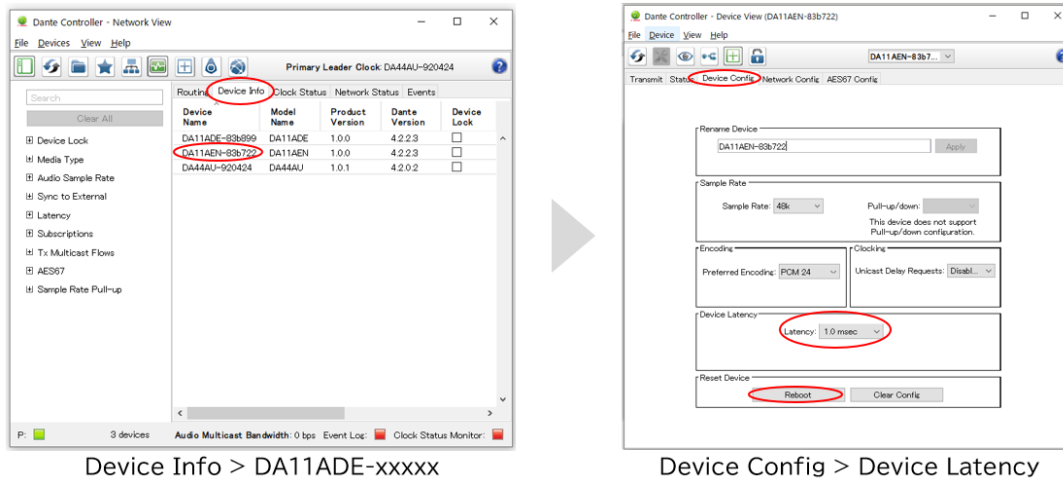 Dante Controller - Network View
File Devices View Help
Primary Leader Clock: DA44AU-920424
Search
Clear All
Device Lock
Media Type
Audio Sample Rate
Sync to External
Latency
Subscriptions
Tx Multicast Flows
AES67
Sample Rate Pull-up
Routing Device Info Clock Status Network Status Events
Device Name Model Name Product Version Dante Version Device Lock
DA11ADE-83b899 DA11ADE 1.0.0 4.2.2.3
DA11AEN-83b722 DA11AEN 1.0.0 4.2.2.3
DA44AU-920424 DA44AU 1.0.1 4.2.0.2
P: 3 devices Audio Multicast Bandwidth: 0 bps Event Log: Clock Status Monitor:
Device Info > DA11ADE-xxxxx
Dante Controller - Device View (DA11AEN-83b722)
File Device View Help
DA11AEN-83b7...
Transmit Status Device Config Network Config AES67 Config
Rename Device
DA11AEN-83b722 Apply
Sample Rate
Sample Rate: 48k Pull-up/down:
This device does not support
Pull-up/down configuration.
Encoding Clocking
Preferred Encoding: PCM 24 Unicast Delay Requests: Disabl...
Device Latency
Latency: 1.0 msec
Reset Device
Reboot Clear Config
Device Config > Device Latency